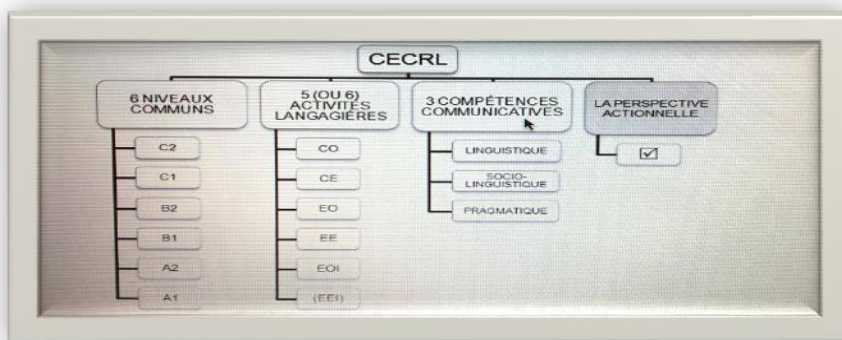 CECRL
6 NIVEAUX
COMMUNS
C2
C1
B2
B1
A2
A1
5 (OU 6)
ACTIVITÉS
LANGAGIÈRES
CO
CE
EO
EE
EOI
(EEI)
3 COMPÉTENCES
COMMUNICATIVES
LINGUISTIQUE
SOCIO-
LINGUISTIQUE
PRAGMATIQUE
LA PERSPECTIVE
ACTIONNELLE